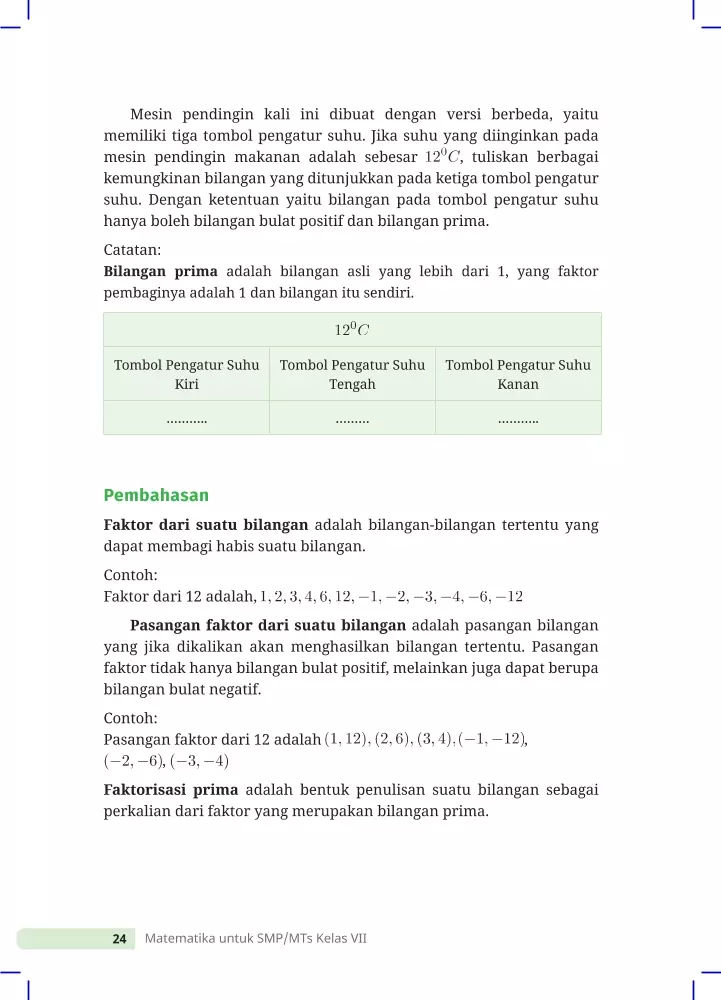 Mesin pendingin kali ini dibuat dengan versi berbeda, yaitu
memiliki tiga tombol pengatur suhu. Jika suhu yang diinginkan pada
mesin pendingin makanan adalah sebesar 12⁰C, tuliskan berbagai
kemungkinan bilangan yang ditunjukkan pada ketiga tombol pengatur
suhu. Dengan ketentuan yaitu bilangan pada tombol pengatur suhu
hanya boleh bilangan bulat positif dan bilangan prima.
Catatan:
Bilangan prima adalah bilangan asli yang lebih dari 1, yang faktor
pembaginya adalah 1 dan bilangan itu sendiri.
12⁰C
Tombol Pengatur Suhu
Kiri
Tombol Pengatur Suhu
Tengah
Tombol Pengatur Suhu
Kanan
...........
.........
...........
Pembahasan
Faktor dari suatu bilangan adalah bilangan-bilangan tertentu yang
dapat membagi habis suatu bilangan.
Contoh:
Faktor dari 12 adalah, 1, 2, 3, 4, 6, 12, −1, −2, −3, −4, −6, −12
Pasangan faktor dari suatu bilangan adalah pasangan bilangan
yang jika dikalikan akan menghasilkan bilangan tertentu. Pasangan
faktor tidak hanya bilangan bulat positif, melainkan juga dapat berupa
bilangan bulat negatif.
Contoh:
Pasangan faktor dari 12 adalah (1, 12), (2, 6), (3, 4), (−1, −12),
(−2, −6), (−3, −4)
Faktorisasi prima adalah bentuk penulisan suatu bilangan sebagai
perkalian dari faktor yang merupakan bilangan prima.
24 Matematika untuk SMP/MTs Kelas VII